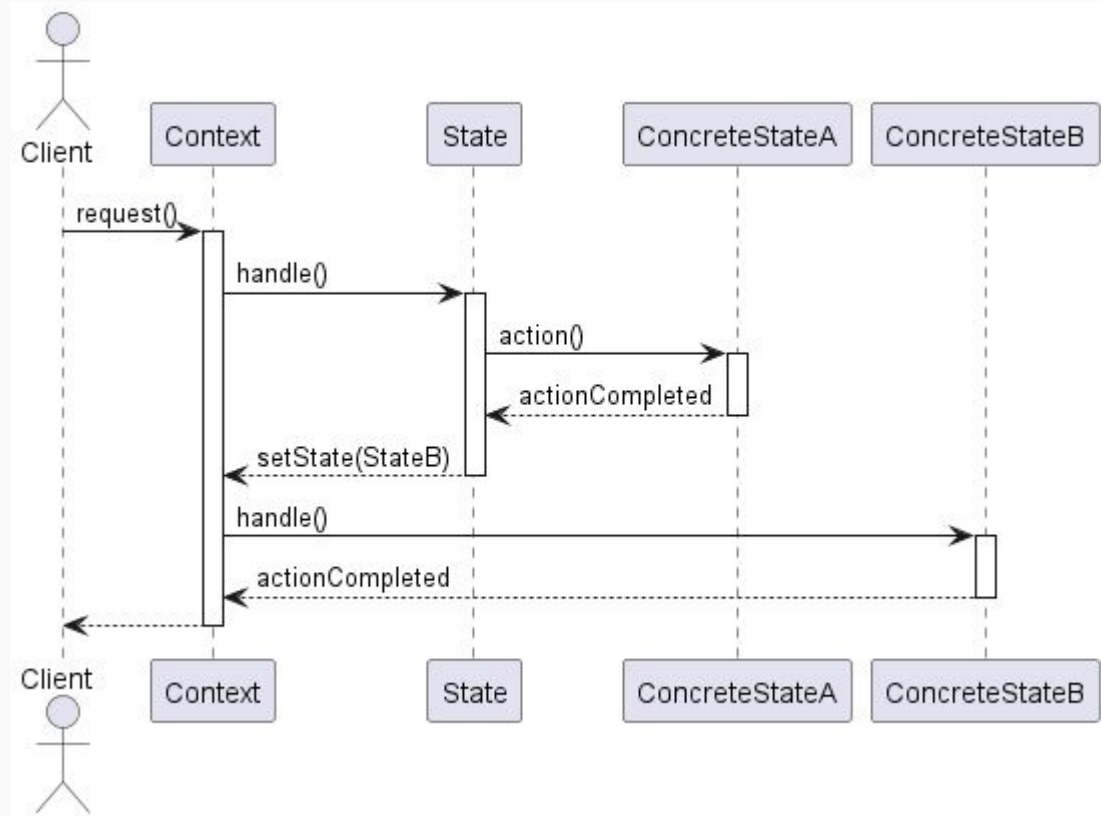 Client
Context
State
ConcreteStateA
ConcreteStateB
request()
handle()
action()
actionCompleted
setState(StateB)
handle()
actionCompleted
Client
Context
State
ConcreteStateA
ConcreteStateB